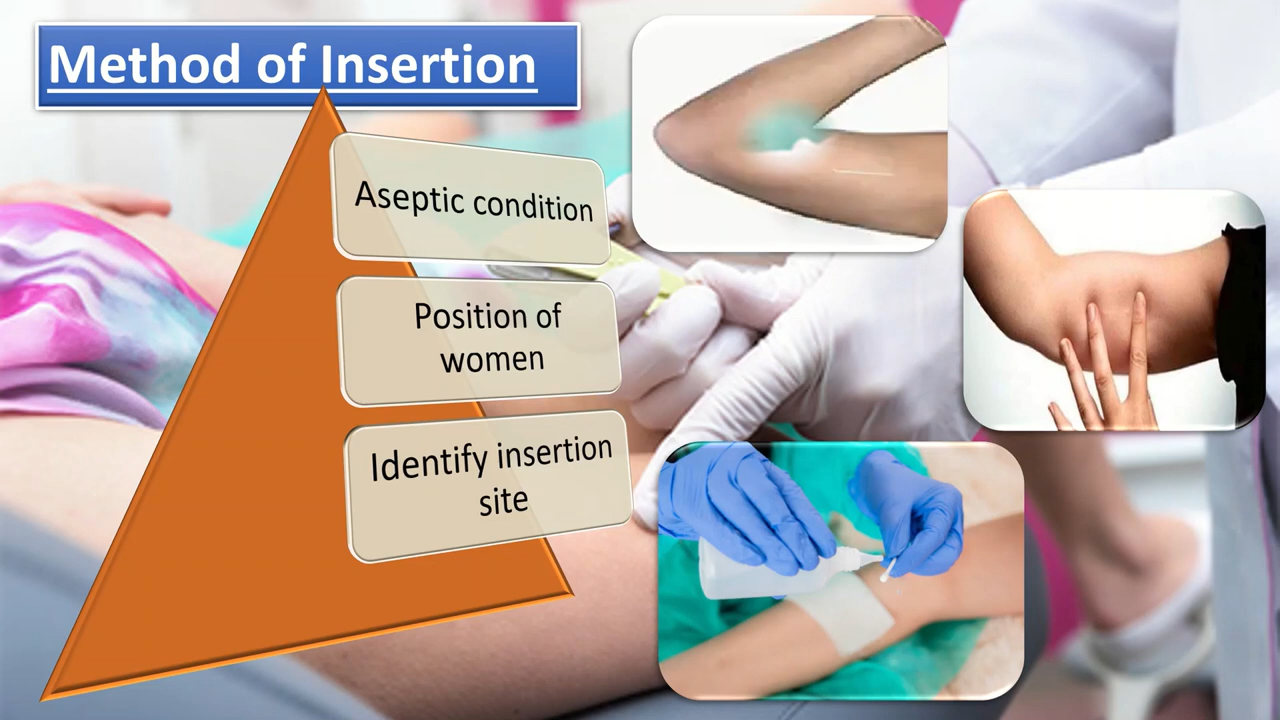 Method of Insertion
Aseptic condition
Position of
women
Identify insertion
site